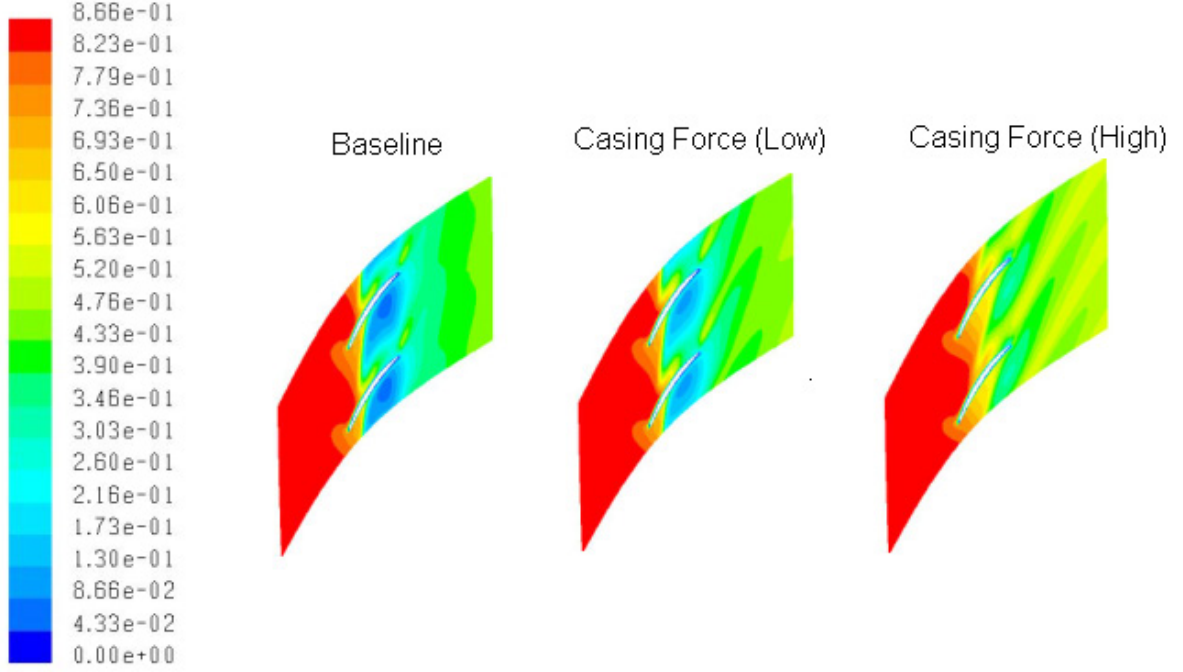 8.66e-01
8.23e-01
7.79e-01
7.36e-01
6.93e-01
6.50e-01
6.06e-01
5.63e-01
5.20e-01
4.76e-01
4.33e-01
3.90e-01
3.46e-01
3.03e-01
2.60e-01
2.16e-01
1.73e-01
1.30e-01
8.66e-02
4.33e-02
0.00e+00
Baseline
Casing Force (Low)
Casing Force (High)